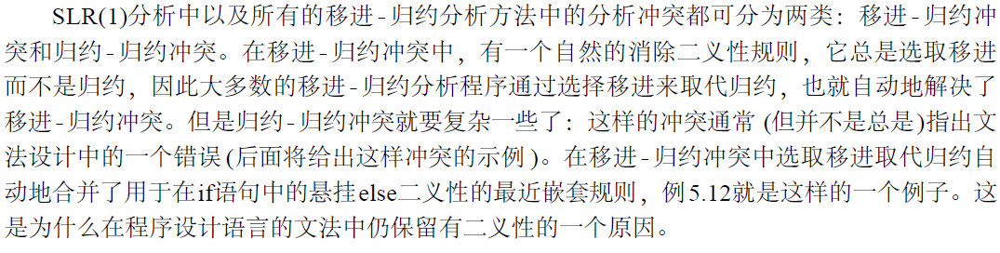 SLR(1)分析中以及所有的移进-归约分析方法中的分析冲突都可分为两类：移进-归约冲
突和归约-归约冲突。在移进-归约冲突中，有一个自然的消除二义性规则，它总是选取移进
而不是归约，因此大多数的移进-归约分析程序通过选择移进来取代归约，也就自动地解决了
移进-归约冲突。但是归约-归约冲突就要复杂一些了：这样的冲突通常 (但并不是总是)指出文
法设计中的一个错误 (后面将给出这样冲突的示例 )。在移进-归约冲突中选取移进取代归约自
动地合并了用于在if语句中的悬挂else二义性的最近嵌套规则，例5.12就是这样的一个例子。这
是为什么在程序设计语言的文法中仍保留有二义性的一个原因。